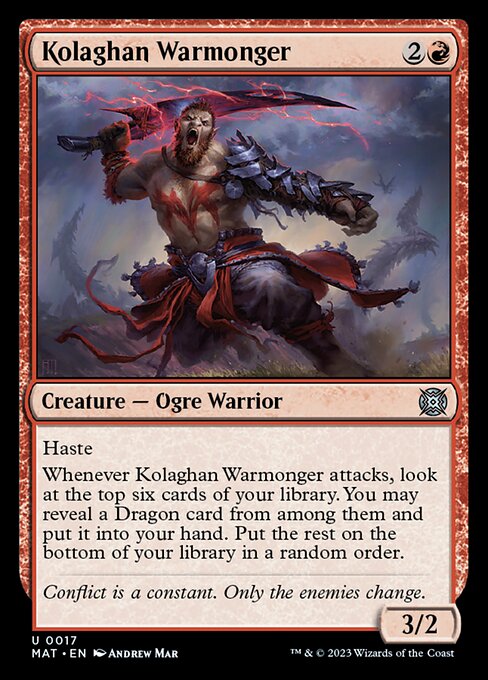 Kolaghan Warmonger 2
Creature — Ogre Warrior
Haste
Whenever Kolaghan Warmonger attacks, look
at the top six cards of your library. You may
reveal a Dragon card from among them and
put it into your hand. Put the rest on the
bottom of your library in a random order.
Conflict is a constant. Only the enemies change.
3/2
U 0017
MAT • EN Andrew Mar
™ & © 2023 Wizards of the Coast